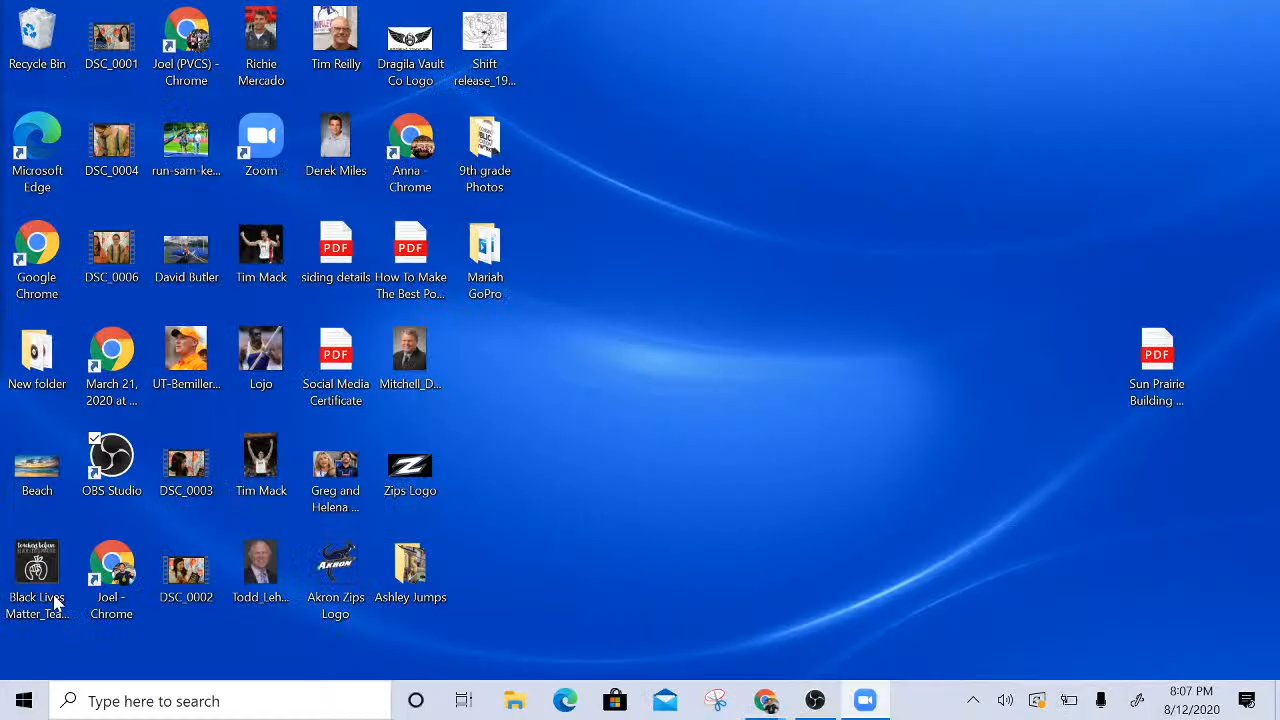 Recycle Bin
DSC_0001
Joel (PVCS) -
Chrome
Richie
Mercado
Tim Reilly
Dragila Vault
Co Logo
Shift
release_19...
Microsoft
Edge
DSC_0004
run-sam-ke...
Zoom
Derek Miles
Anna -
Chrome
9th grade
Photos
Google
Chrome
DSC_0006
David Butler
Tim Mack
PDF
siding details
PDF
How To Make
The Best Po...
Mariah
GoPro
New folder
March 21,
2020 at ...
UT-Bemiller...
Lojo
PDF
Social Media
Certificate
Mitchell_D...
PDF
Sun Prairie
Building ...
Beach
OBS Studio
DSC_0003
Tim Mack
Greg and
Helena ...
Z
Zips Logo
Black Lives
Matter_Tea...
Joel -
Chrome
DSC_0002
Todd_Leh...
AKRON
Akron Zips
Logo
Ashley Jumps
Type here to search
8:07 PM
8/12/2020